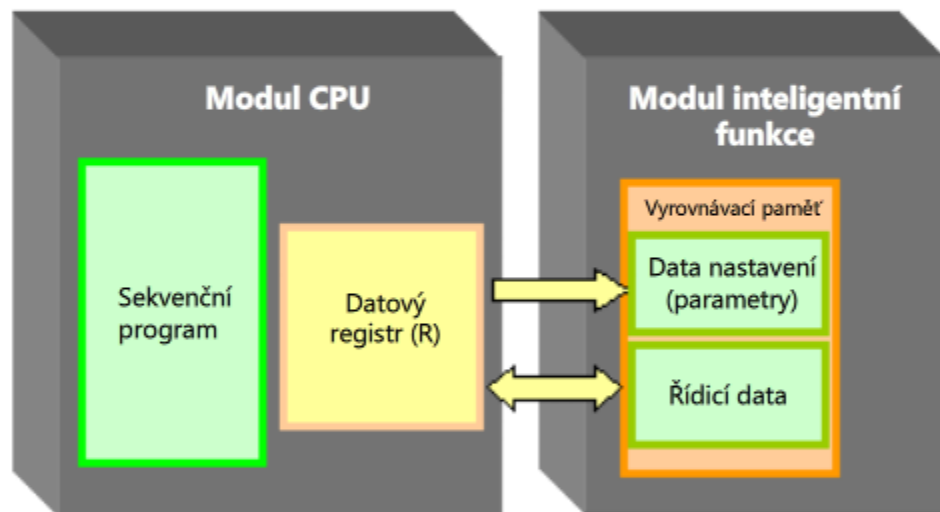 Modul CPU
Sekvenční
program
Datový
registr (R)
Modul inteligentní
funkce
Vyrovnávací paměť
Data nastavení
(parametry)
Řídicí data